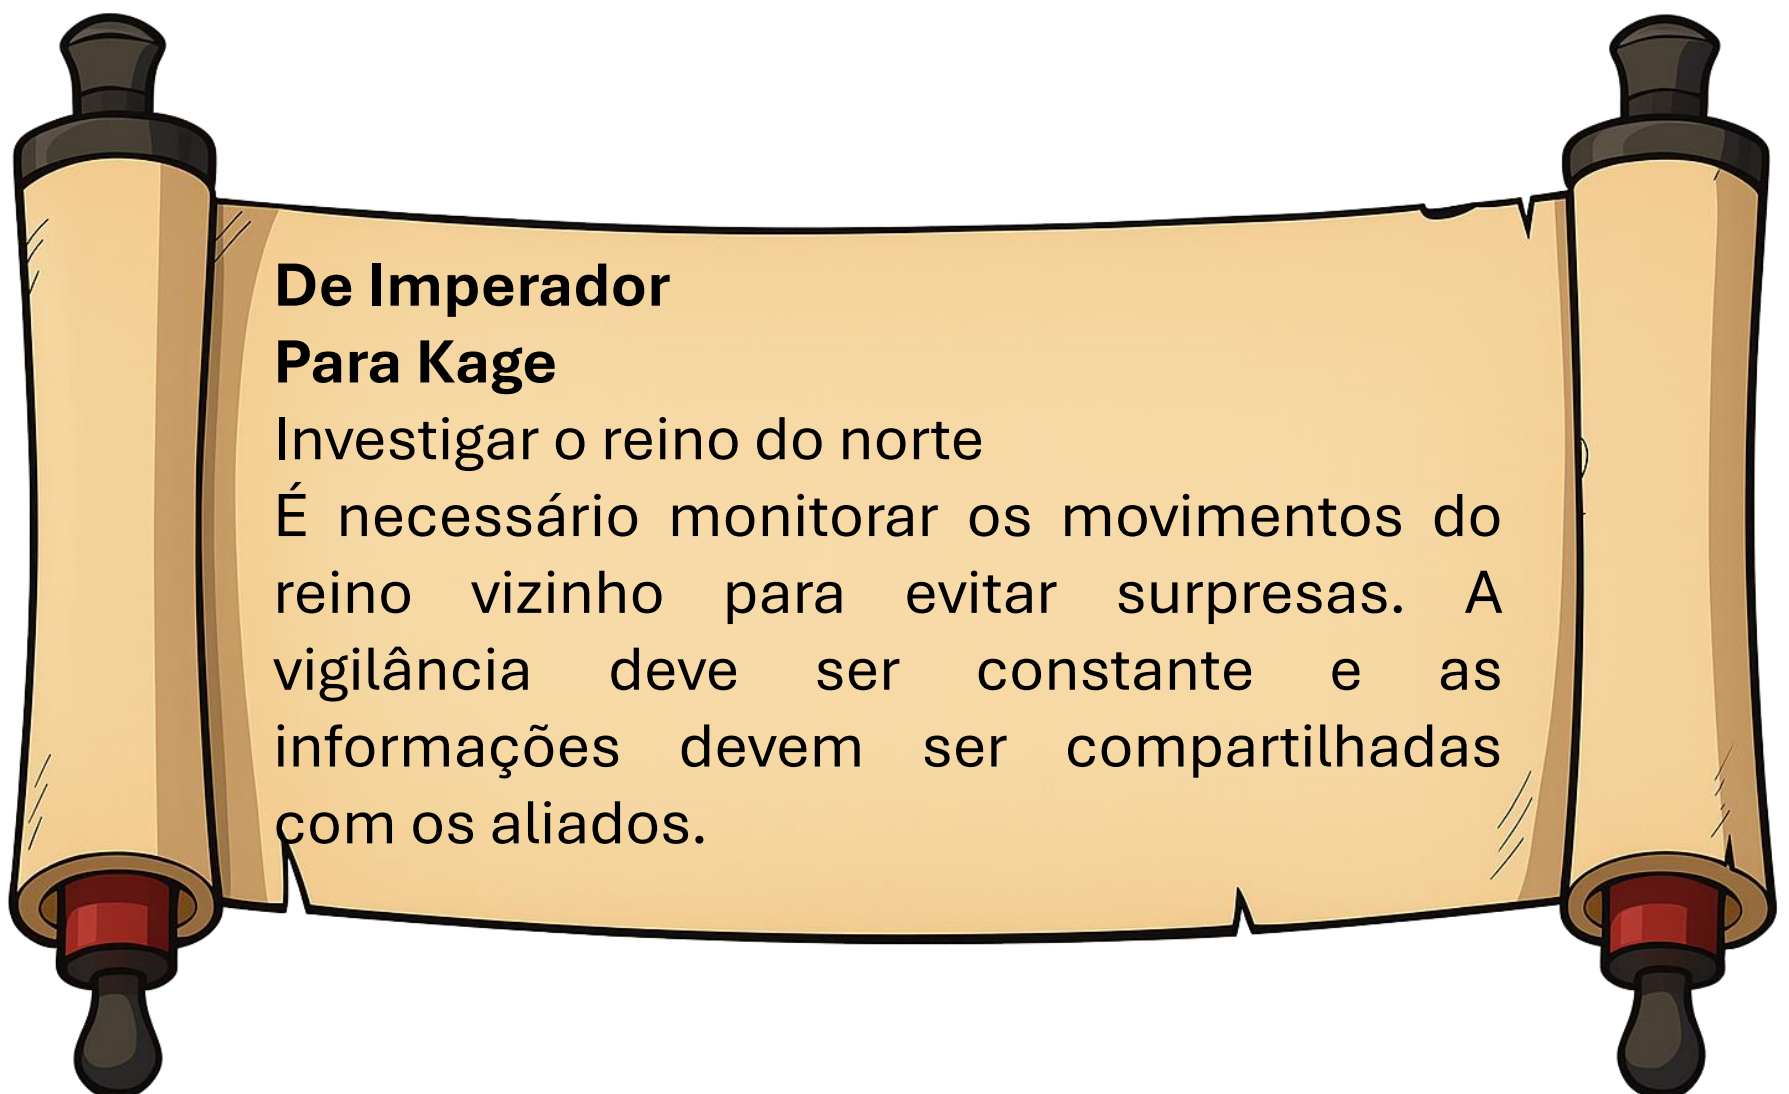 De Imperador
Para Kage
Investigar o reino do norte
É necessário monitorar os movimentos do
reino vizinho para evitar surpresas. A
vigilância deve ser constante e as
informações devem ser compartilhadas
com os aliados.